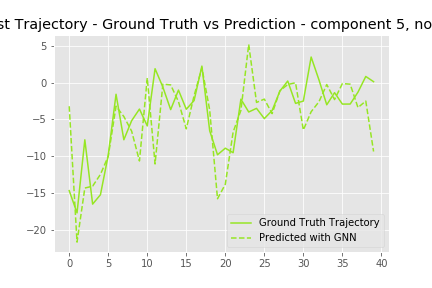 st Trajectory - Ground Truth vs Prediction - component 5, no
5
0
−5
−10
−15
−20
0 5 10 15 20 25 30 35 40
Ground Truth Trajectory
Predicted with GNN